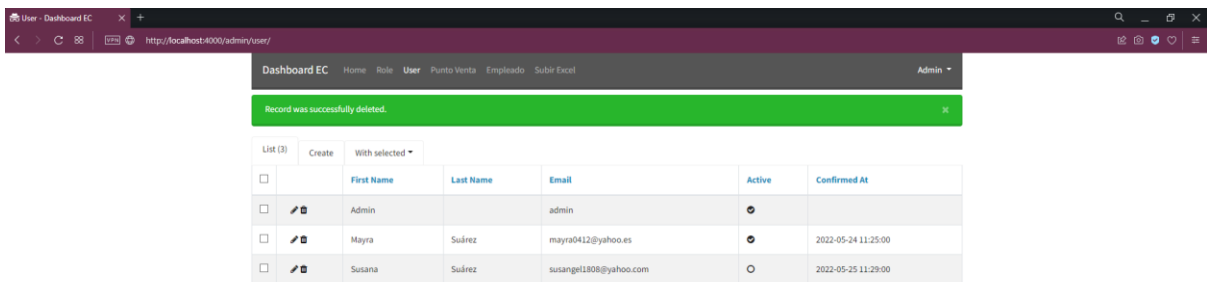 User - Dashboard EC
VPN http://localhost:4000/admin/user/
Dashboard EC Home Role User Punto Venta Empleado Subir Excel Admin
Record was successfully deleted.
List (3) Create With selected
First Name Last Name Email Active Confirmed At
Admin admin
Mayra Suárez mayra0412@yahoo.es 2022-05-24 11:25:00
Susana Suárez susangel1808@yahoo.com 2022-05-25 11:29:00